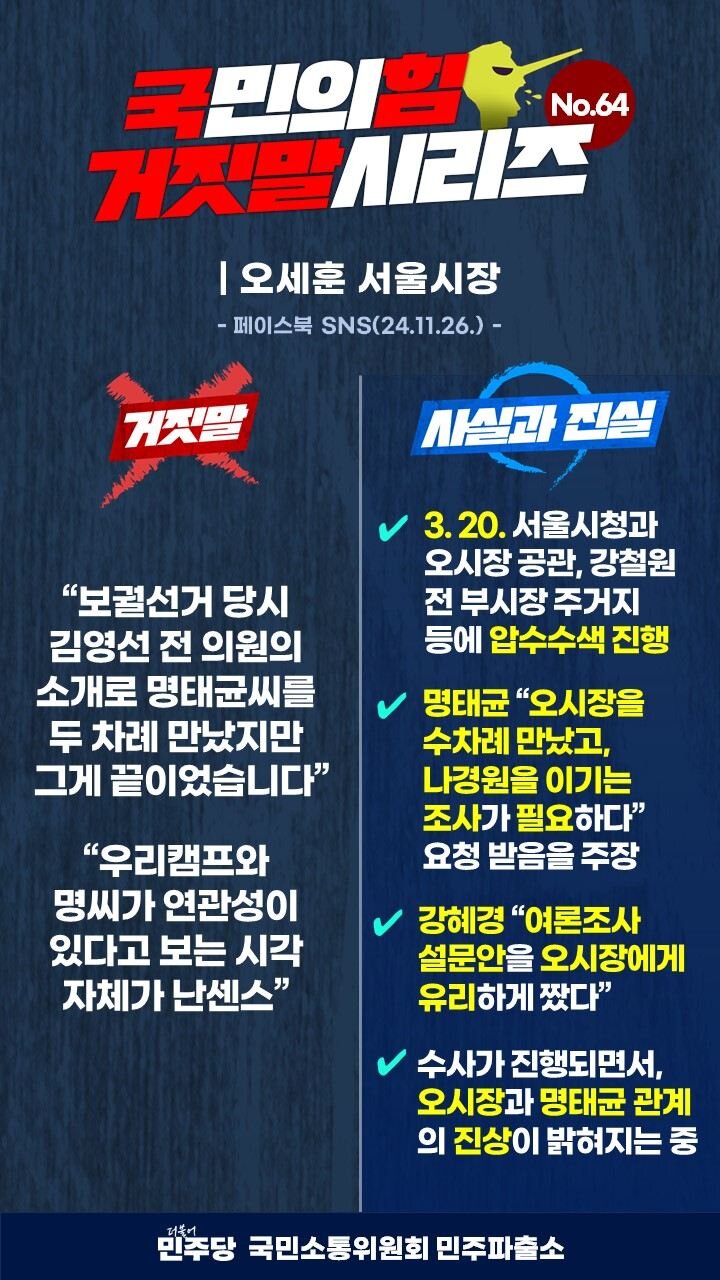 국민의힘
No.64
거짓말시리즈
| 오세훈 서울시장
- 페이스북 SNS(24.11.26.) -
거짓말
“보궐선거 당시
김영선 전 의원의
소개로 명태균씨를
두 차례 만났지만
그게 끝이었습니다”
“우리캠프와
명씨가 연관성이
있다고 보는 시각
자체가 난센스”
사실과 진실
✔ 3. 20. 서울시청과
오시장 공관, 강철원
전 부시장 주거지
등에 압수수색 진행
✔ 명태균 “오시장을
수차례 만났고,
나경원을 이기는
조사가 필요하다”
요청 받음을 주장
✔ 강혜경 “여론조사
설문안을 오시장에게
유리하게 짰다”
✔ 수사가 진행되면서,
오시장과 명태균 관계
의 진상이 밝혀지는 중
더불어
민주당 국민소통위원회 민주파출소